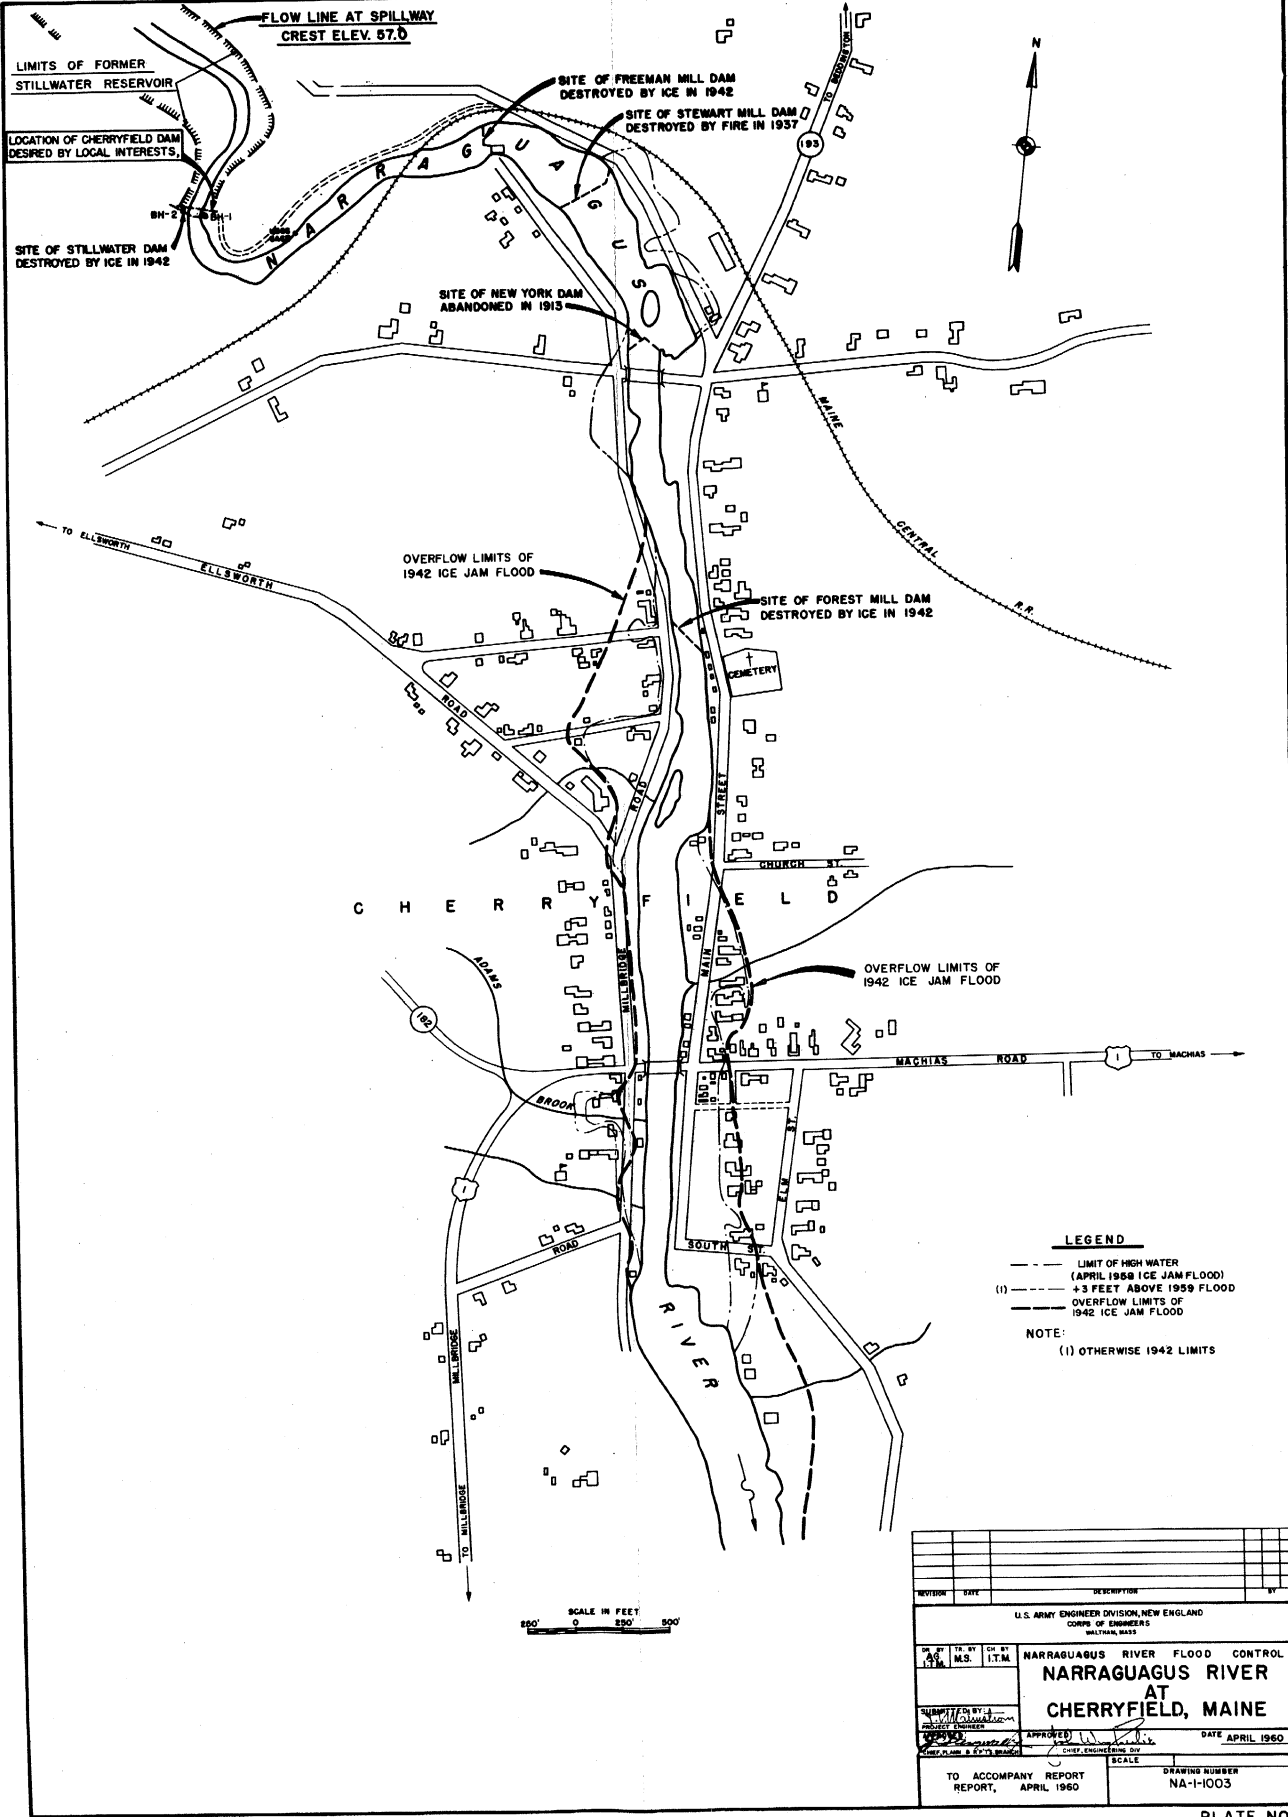 FLOW LINE AT SPILLWAY
CREST ELEV. 57.0
LIMITS OF FORMER
STILLWATER RESERVOIR
LOCATION OF CHERRYFIELD DAM
DESIRED BY LOCAL INTERESTS,
BH-2
BH-1
SITE OF STILLWATER DAM
DESTROYED BY ICE IN 1942
SITE OF FREEMAN MILL DAM
DESTROYED BY ICE IN 1942
SITE OF STEWART MILL DAM
DESTROYED BY FIRE IN 1937
TO BEDDINGTON
193
N
NARRAGUAGUS
SITE OF NEW YORK DAM
ABANDONED IN 1913
MAINE
CENTRAL
R.R.
TO ELLSWORTH
ELLSWORTH
ROAD
OVERFLOW LIMITS OF
1942 ICE JAM FLOOD
SITE OF FOREST MILL DAM
DESTROYED BY ICE IN 1942
CEMETERY
ROAD
STREET
CHURCH ST.
CHERRYFIELD
ADAMS
MILLBRIDGE
MAIN
OVERFLOW LIMITS OF
1942 ICE JAM FLOOD
182
MACHIAS ROAD
1
TO MACHIAS
BROOK
ELM ST.
1
ROAD
SOUTH ST.
RIVER
MILLBRIDGE
TO MILLBRIDGE
LEGEND
LIMIT OF HIGH WATER
(APRIL 1959 ICE JAM FLOOD)
(1) +3 FEET ABOVE 1959 FLOOD
OVERFLOW LIMITS OF
1942 ICE JAM FLOOD
NOTE:
(1) OTHERWISE 1942 LIMITS
SCALE IN FEET
250' 0 250' 500'
REVISION DATE DESCRIPTION BY
U.S. ARMY ENGINEER DIVISION, NEW ENGLAND
CORPS OF ENGINEERS
WALTHAM, MASS
DR. BY TR. BY CH BY
AG M.S. I.T.M.
I.T.M.
NARRAGUAGUS RIVER FLOOD CONTROL
NARRAGUAGUS RIVER
AT
CHERRYFIELD, MAINE
SUBMITTED BY:
PROJECT ENGINEER
APPROVED
CHIEF, ENGINEERING DIV
DATE APRIL 1960
SCALE
TO ACCOMPANY REPORT
REPORT, APRIL 1960
DRAWING NUMBER
NA-1-1003
PLATE NO